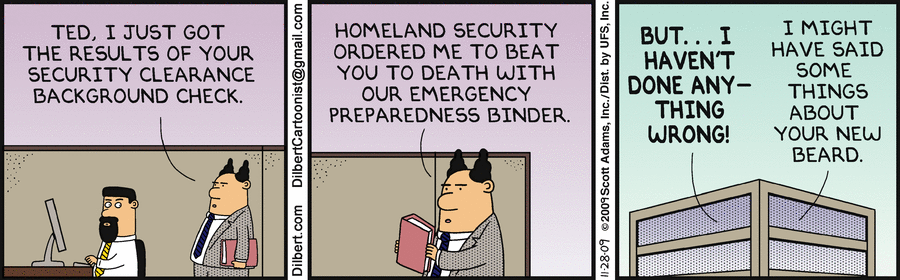 TED, I JUST GOT
THE RESULTS OF YOUR
SECURITY CLEARANCE
BACKGROUND CHECK.
Dilbert.com DilbertCartoonist@gmail.com
HOMELAND SECURITY
ORDERED ME TO BEAT
YOU TO DEATH WITH
OUR EMERGENCY
PREPAREDNESS BINDER.
11-28-09 ©2009 Scott Adams, Inc./Dist. by UFS, Inc.
BUT... I
HAVEN'T
DONE ANY-
THING
WRONG!
I MIGHT
HAVE SAID
SOME
THINGS
ABOUT
YOUR NEW
BEARD.